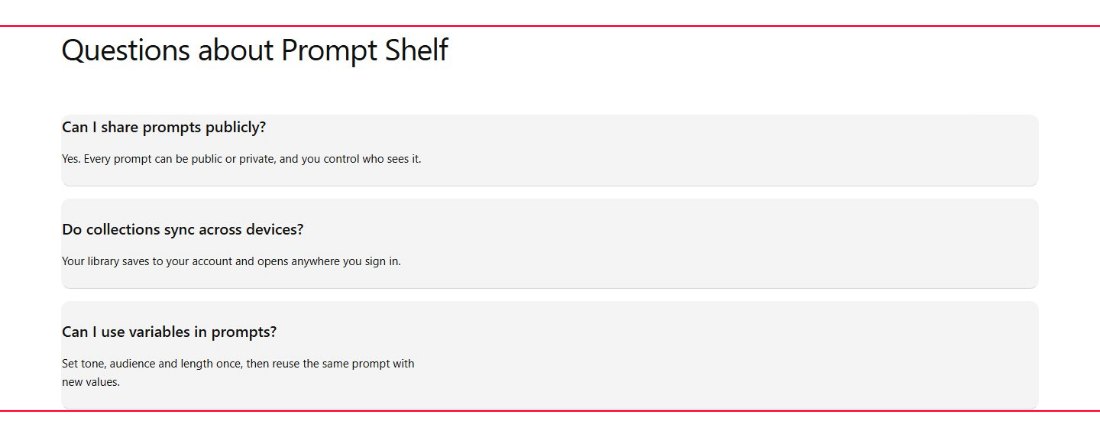 Questions about Prompt Shelf
Can I share prompts publicly?
Yes. Every prompt can be public or private, and you control who sees it.
Do collections sync across devices?
Your library saves to your account and opens anywhere you sign in.
Can I use variables in prompts?
Set tone, audience and length once, then reuse the same prompt with
new values.